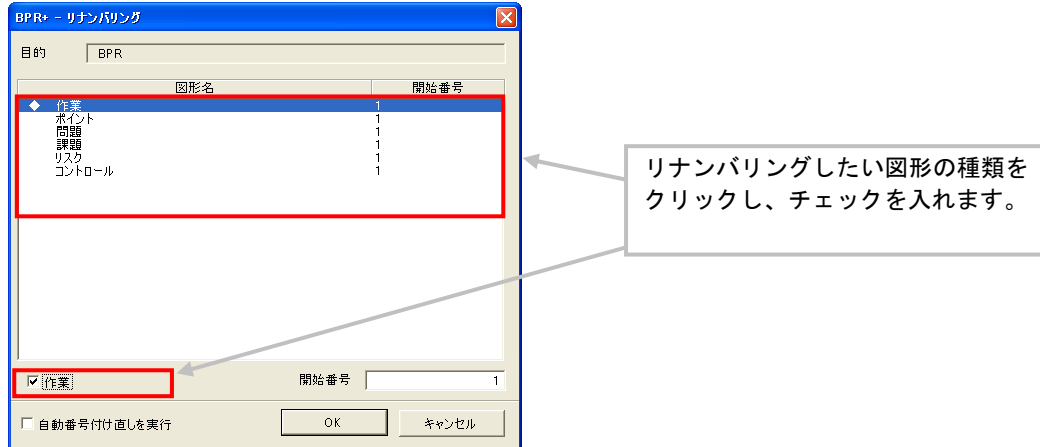 BPR+ - リナンバリング
目的 BPR
図形名 開始番号
作業 1
ポイント 1
問題 1
課題 1
リスク 1
コントロール 1
作業 開始番号 1
自動番号付け直しを実行 OK キャンセル
リナンバリングしたい図形の種類を
クリックし、チェックを入れます。